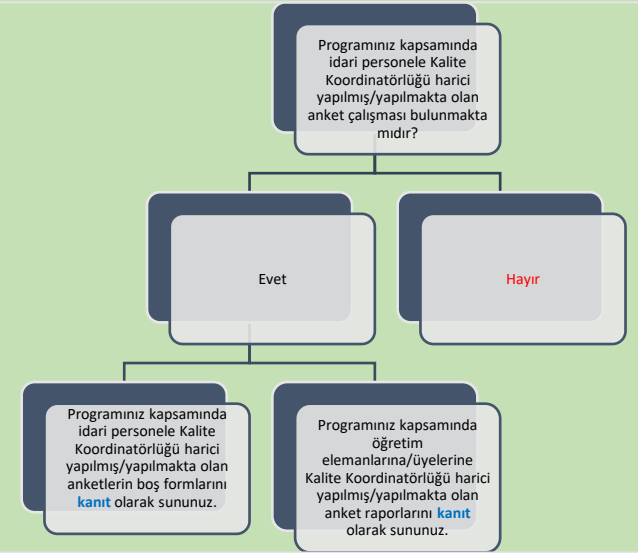 Programınız kapsamında
idari personele Kalite
Koordinatörlüğü harici
yapılmış/yapılmakta olan
anket çalışması bulunmakta
mıdır?
Evet
Hayır
Programınız kapsamında
idari personele Kalite
Koordinatörlüğü harici
yapılmış/yapılmakta olan
anketlerin boş formlarını
kanıt olarak sununuz.
Programınız kapsamında
öğretim
elemanlarına/üyelerine
Kalite Koordinatörlüğü harici
yapılmış/yapılmakta olan
anket raporlarını kanıt
olarak sununuz.